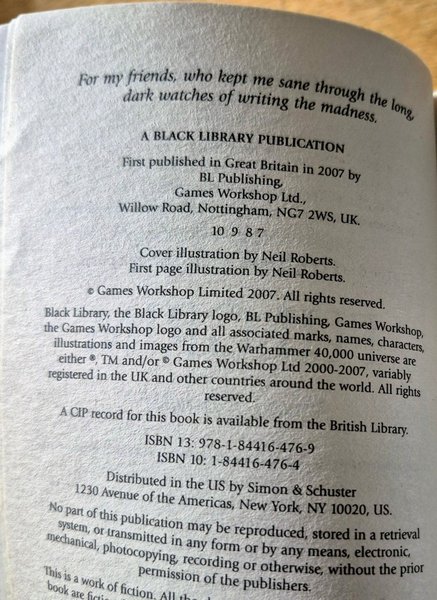 For my friends, who kept me sane through the long,
dark watches of writing the madness.
A BLACK LIBRARY PUBLICATION
First published in Great Britain in 2007 by
BL Publishing,
Games Workshop Ltd.,
Willow Road, Nottingham, NG7 2WS, UK.
10 9 8 7
Cover illustration by Neil Roberts.
First page illustration by Neil Roberts.
© Games Workshop Limited 2007. All rights reserved.
Black Library, the Black Library logo, BL Publishing, Games Workshop,
the Games Workshop logo and all associated marks, names, characters,
illustrations and images from the Warhammer 40,000 universe are
either ®, TM and/or © Games Workshop Ltd 2000-2007, variably
registered in the UK and other countries around the world. All rights
reserved.
A CIP record for this book is available from the British Library.
ISBN 13: 978-1-84416-476-9
ISBN 10: 1-84416-476-4
Distributed in the US by Simon & Schuster
1230 Avenue of the Americas, New York, NY 10020, US.
No part of this publication may be reproduced, stored in a retrieval
system, or transmitted in any form or by any means, electronic,
mechanical, photocopying, recording or otherwise, without the prior
permission of the publishers.
This is a work of fiction. All the
book are